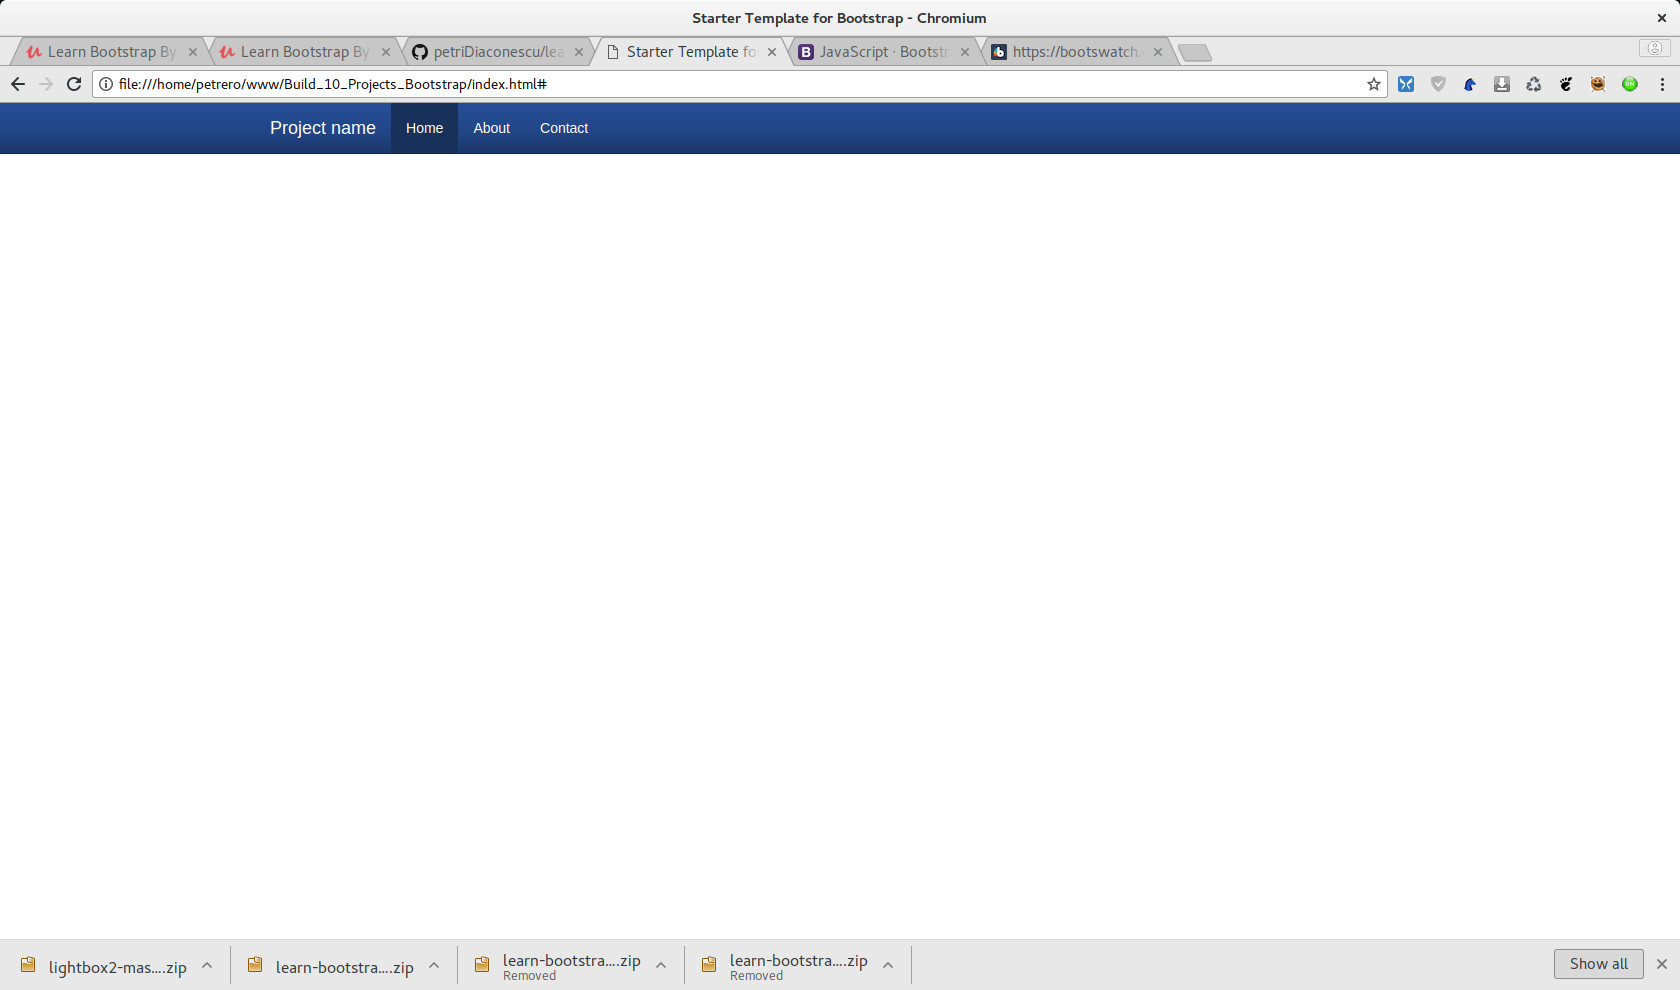 Starter Template for Bootstrap - Chromium
Learn Bootstrap By
Learn Bootstrap By
petriDiaconescu/lea
Starter Template fo
B JavaScript · Bootstr
https://bootswatch.
file:///home/petrero/www/Build_10_Projects_Bootstrap/index.html#
ON
Project name
Home
About
Contact
lightbox2-mas....zip
learn-bootstra....zip
learn-bootstra....zip
Removed
learn-bootstra....zip
Removed
Show all